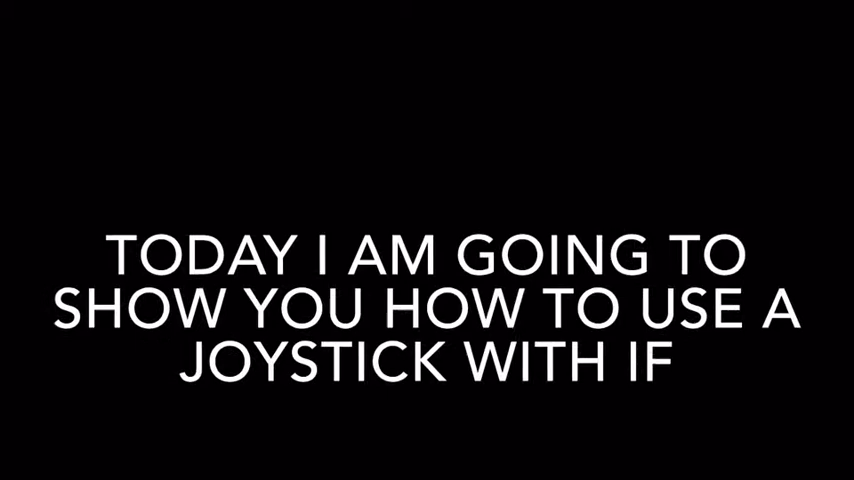 TODAY I AM GOING TO
SHOW YOU HOW TO USE A
JOYSTICK WITH IF